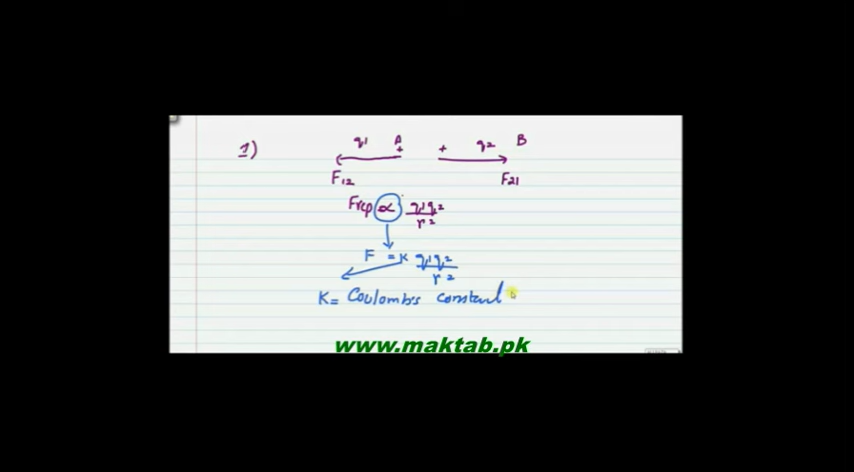 1) q1 A + + q2 B
F12 F21
Frep ∝ q1q2/r2
F = K q1q2/r2
K= Coulomb's constant
www.maktab.pk